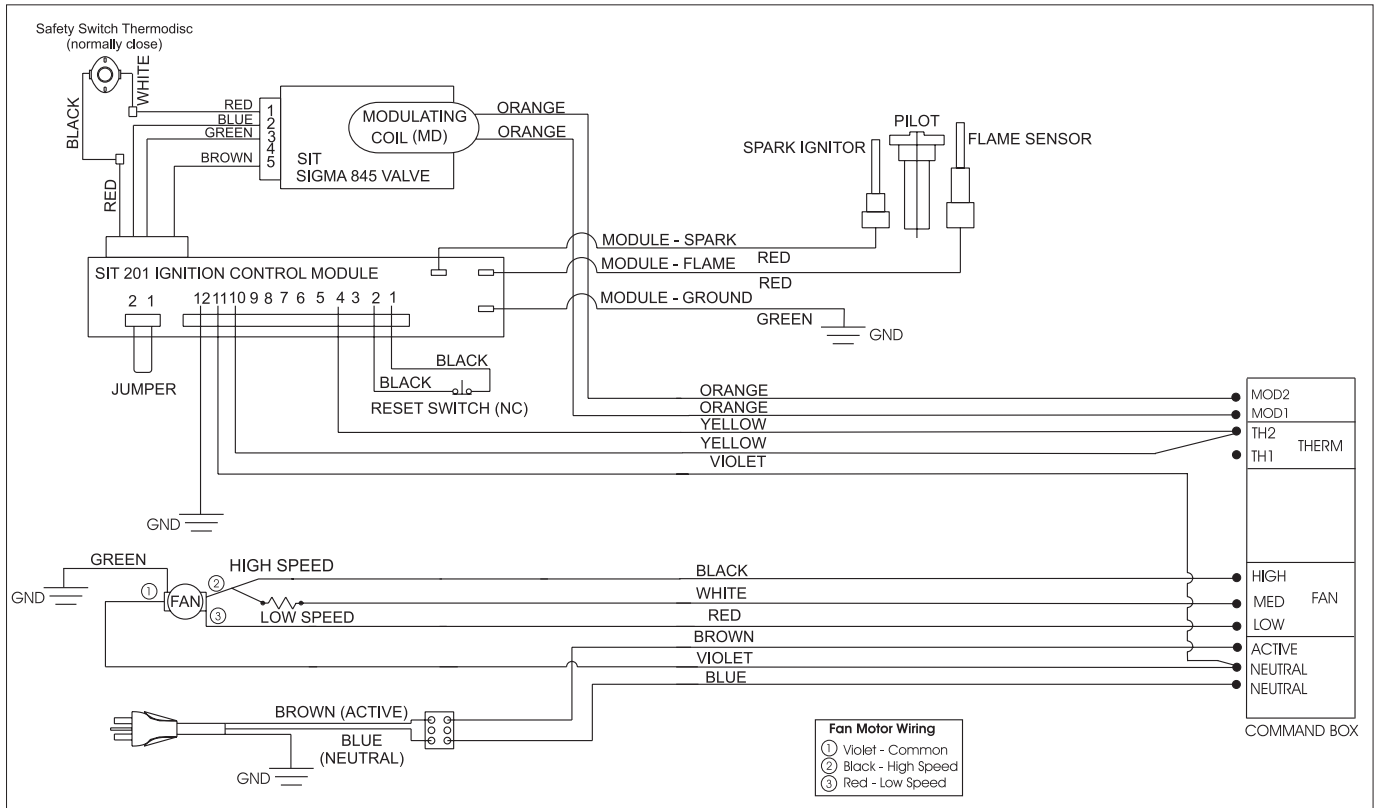 Safety Switch Thermodisc
(normally close)
BLACK
WHITE
RED
RED
BLUE
GREEN
BROWN
1
2
3
4
5
MODULATING
COIL (MD)
SIT
SIGMA 845 VALVE
ORANGE
ORANGE
SPARK IGNITOR
PILOT
FLAME SENSOR
MODULE - SPARK
RED
MODULE - FLAME
RED
MODULE - GROUND
GREEN
GND
SIT 201 IGNITION CONTROL MODULE
2 1
12 11 10 9 8 7 6 5 4 3 2 1
JUMPER
BLACK
BLACK
RESET SWITCH (NC)
GND
ORANGE
ORANGE
YELLOW
YELLOW
VIOLET
MOD2
MOD1
TH2
THERM
TH1
GREEN
GND
1
FAN
2
3
HIGH SPEED
LOW SPEED
BLACK
WHITE
RED
BROWN
VIOLET
BLUE
HIGH
MED
FAN
LOW
ACTIVE
NEUTRAL
NEUTRAL
COMMAND BOX
BROWN (ACTIVE)
BLUE
(NEUTRAL)
GND
Fan Motor Wiring
1 Violet - Common
2 Black - High Speed
3 Red - Low Speed